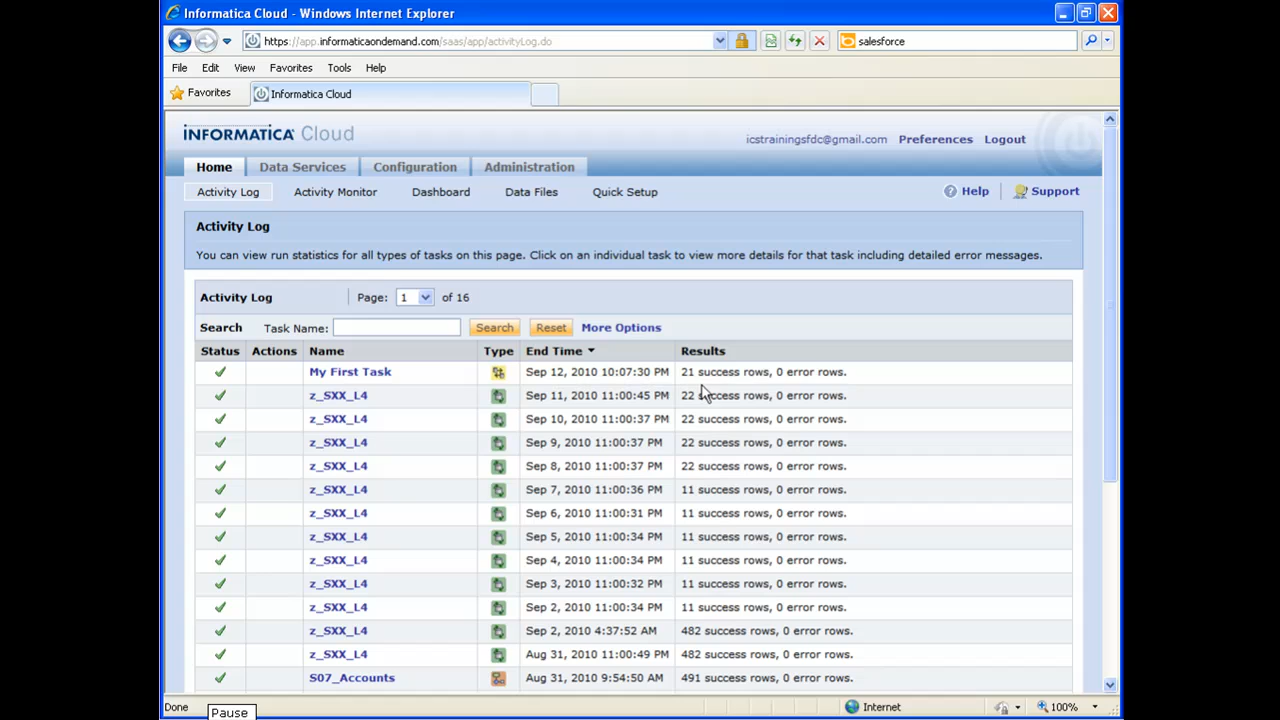 Informatica Cloud - Windows Internet Explorer
https://app.informaticaondemand.com/saas/app/activityLog.do
salesforce
File Edit View Favorites Tools Help
Favorites Informatica Cloud
INFORMATICA Cloud
icstrainingsfdc@gmail.com Preferences Logout
Home Data Services Configuration Administration
Activity Log Activity Monitor Dashboard Data Files Quick Setup Help Support
Activity Log
You can view run statistics for all types of tasks on this page. Click on an individual task to view more details for that task including detailed error messages.
Activity Log Page: 1 of 16
Search Task Name: Search Reset More Options
Status Actions Name Type End Time Results
My First Task Sep 12, 2010 10:07:30 PM 21 success rows, 0 error rows.
z_SXX_L4 Sep 11, 2010 11:00:45 PM 22 success rows, 0 error rows.
z_SXX_L4 Sep 10, 2010 11:00:37 PM 22 success rows, 0 error rows.
z_SXX_L4 Sep 9, 2010 11:00:37 PM 22 success rows, 0 error rows.
z_SXX_L4 Sep 8, 2010 11:00:37 PM 22 success rows, 0 error rows.
z_SXX_L4 Sep 7, 2010 11:00:36 PM 11 success rows, 0 error rows.
z_SXX_L4 Sep 6, 2010 11:00:31 PM 11 success rows, 0 error rows.
z_SXX_L4 Sep 5, 2010 11:00:34 PM 11 success rows, 0 error rows.
z_SXX_L4 Sep 4, 2010 11:00:34 PM 11 success rows, 0 error rows.
z_SXX_L4 Sep 3, 2010 11:00:32 PM 11 success rows, 0 error rows.
z_SXX_L4 Sep 2, 2010 11:00:34 PM 11 success rows, 0 error rows.
z_SXX_L4 Sep 2, 2010 4:37:52 AM 482 success rows, 0 error rows.
z_SXX_L4 Aug 31, 2010 11:00:49 PM 482 success rows, 0 error rows.
S07_Accounts Aug 31, 2010 9:54:50 AM 491 success rows, 0 error rows.
Done Internet 100%
Pause